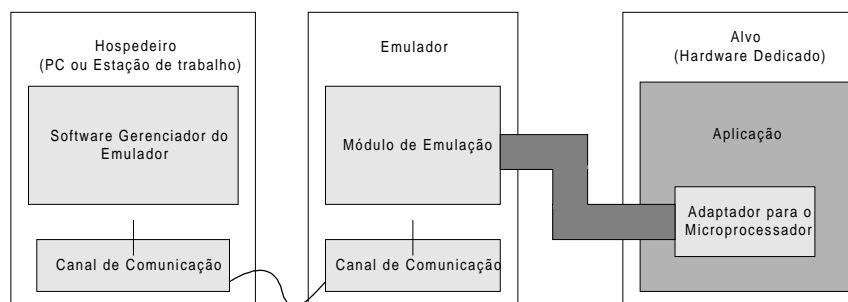 Hospedeiro
(PC ou Estação de trabalho)
Software Gerenciador do
Emulador
Canal de Comunicação
Emulador
Módulo de Emulação
Canal de Comunicação
Alvo
(Hardware Dedicado)
Aplicação
Adaptador para o
Microprocessador